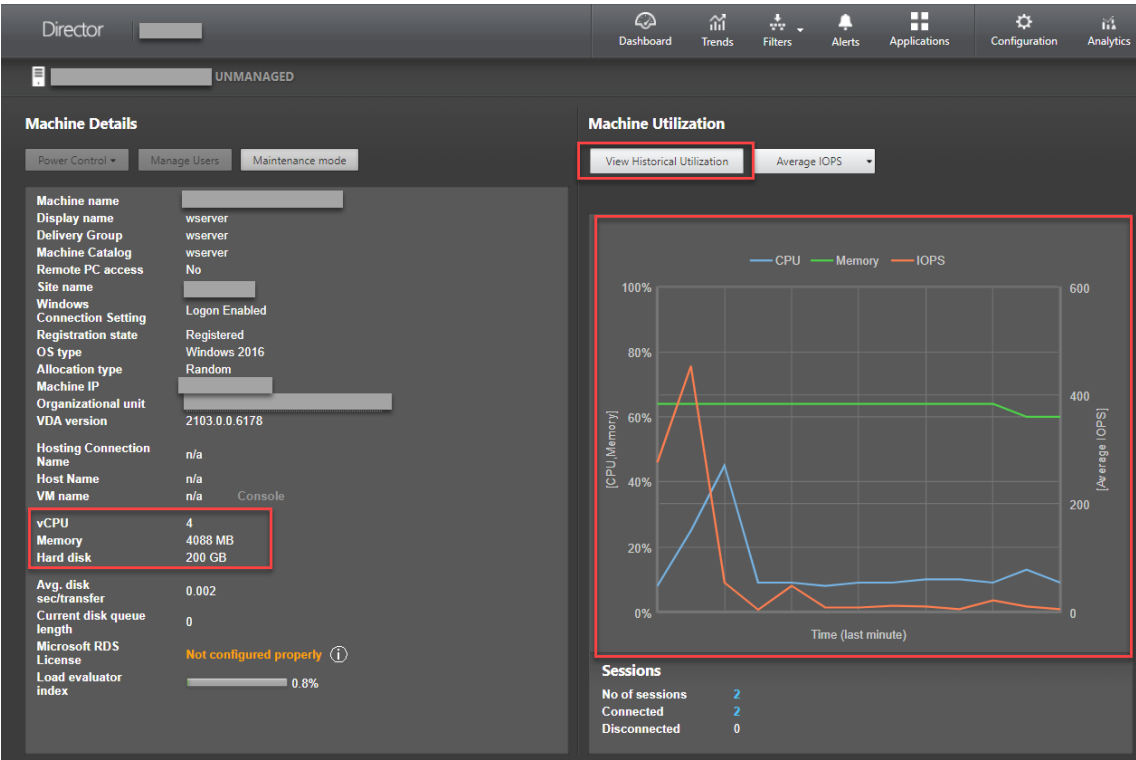 Director
Dashboard
Trends
Filters
Alerts
Applications
Configuration
Analytics
UNMANAGED
Machine Details
Power Control
Manage Users
Maintenance mode
Machine name
Display name wserver
Delivery Group wserver
Machine Catalog wserver
Remote PC access No
Site name
Windows
Connection Setting Logon Enabled
Registration state Registered
OS type Windows 2016
Allocation type Random
Machine IP
Organizational unit
VDA version 2103.0.0.6178
Hosting Connection
Name n/a
Host Name n/a
VM name n/a Console
vCPU 4
Memory 4088 MB
Hard disk 200 GB
Avg. disk
sec/transfer 0.002
Current disk queue
length 0
Microsoft RDS
License Not configured properly i
Load evaluator
index 0.8%
Machine Utilization
View Historical Utilization
Average IOPS
CPU Memory IOPS
100% 600
80%
400
60%
40%
200
20%
0% 0
[CPU,Memory]
[Average IOPS]
Time (last minute)
Sessions
No of sessions 2
Connected 2
Disconnected 0